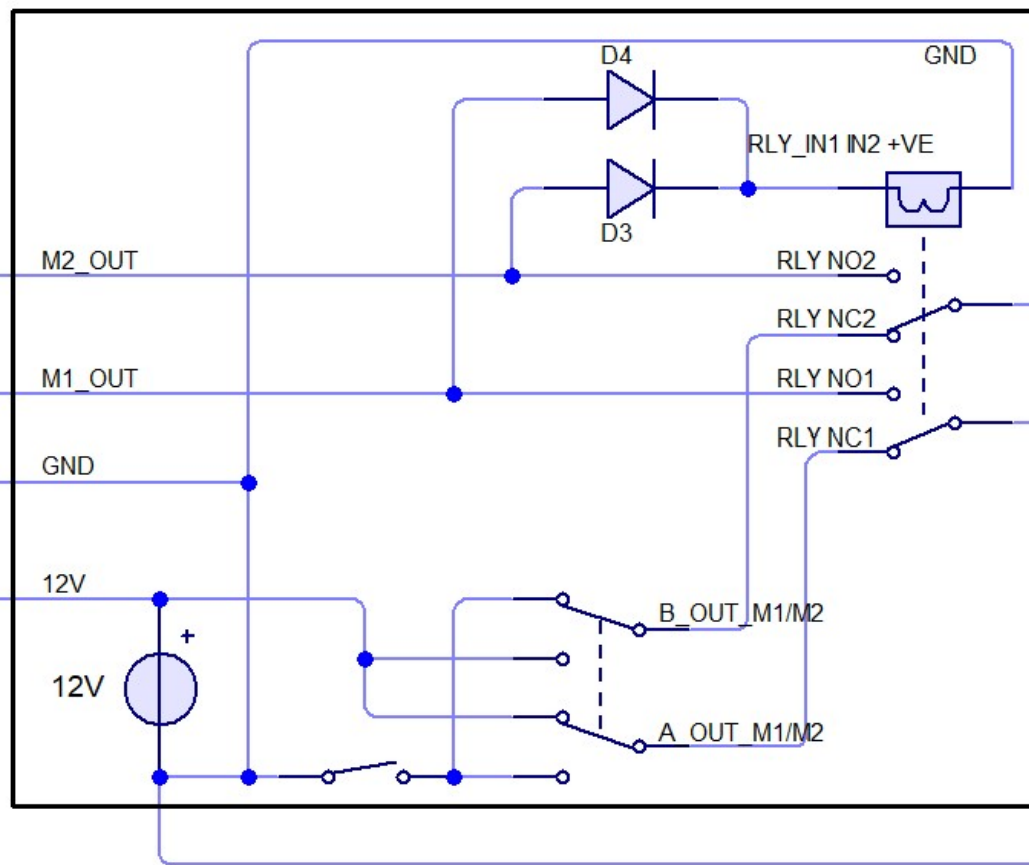 D4
GND
RLY_IN1 IN2 +VE
D3
M2_OUT
RLY NO2
RLY NC2
M1_OUT
RLY NO1
RLY NC1
GND
12V
B_OUT_M1/M2
+
12V
A_OUT_M1/M2